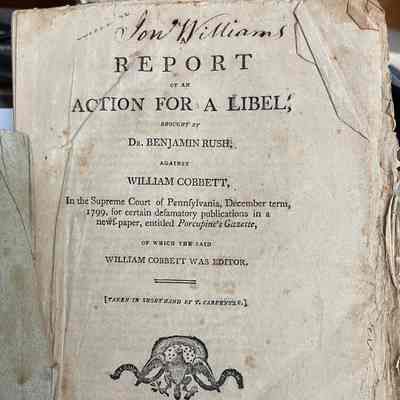 Jon Williams
REPORT
OF AN
ACTION FOR A LIBEL,
BROUGHT BY
DR. BENJAMIN RUSH,
AGAINST
WILLIAM COBBETT,
In the Supreme Court of Pennsylvania, December term,
1799, for certain defamatory publications in a
news-paper, entitled Porcupine's Gazette,
OF WHICH THE SAID
WILLIAM COBBETT WAS EDITOR.
[TAKEN IN SHORTHAND BY T. CARPENTER.]